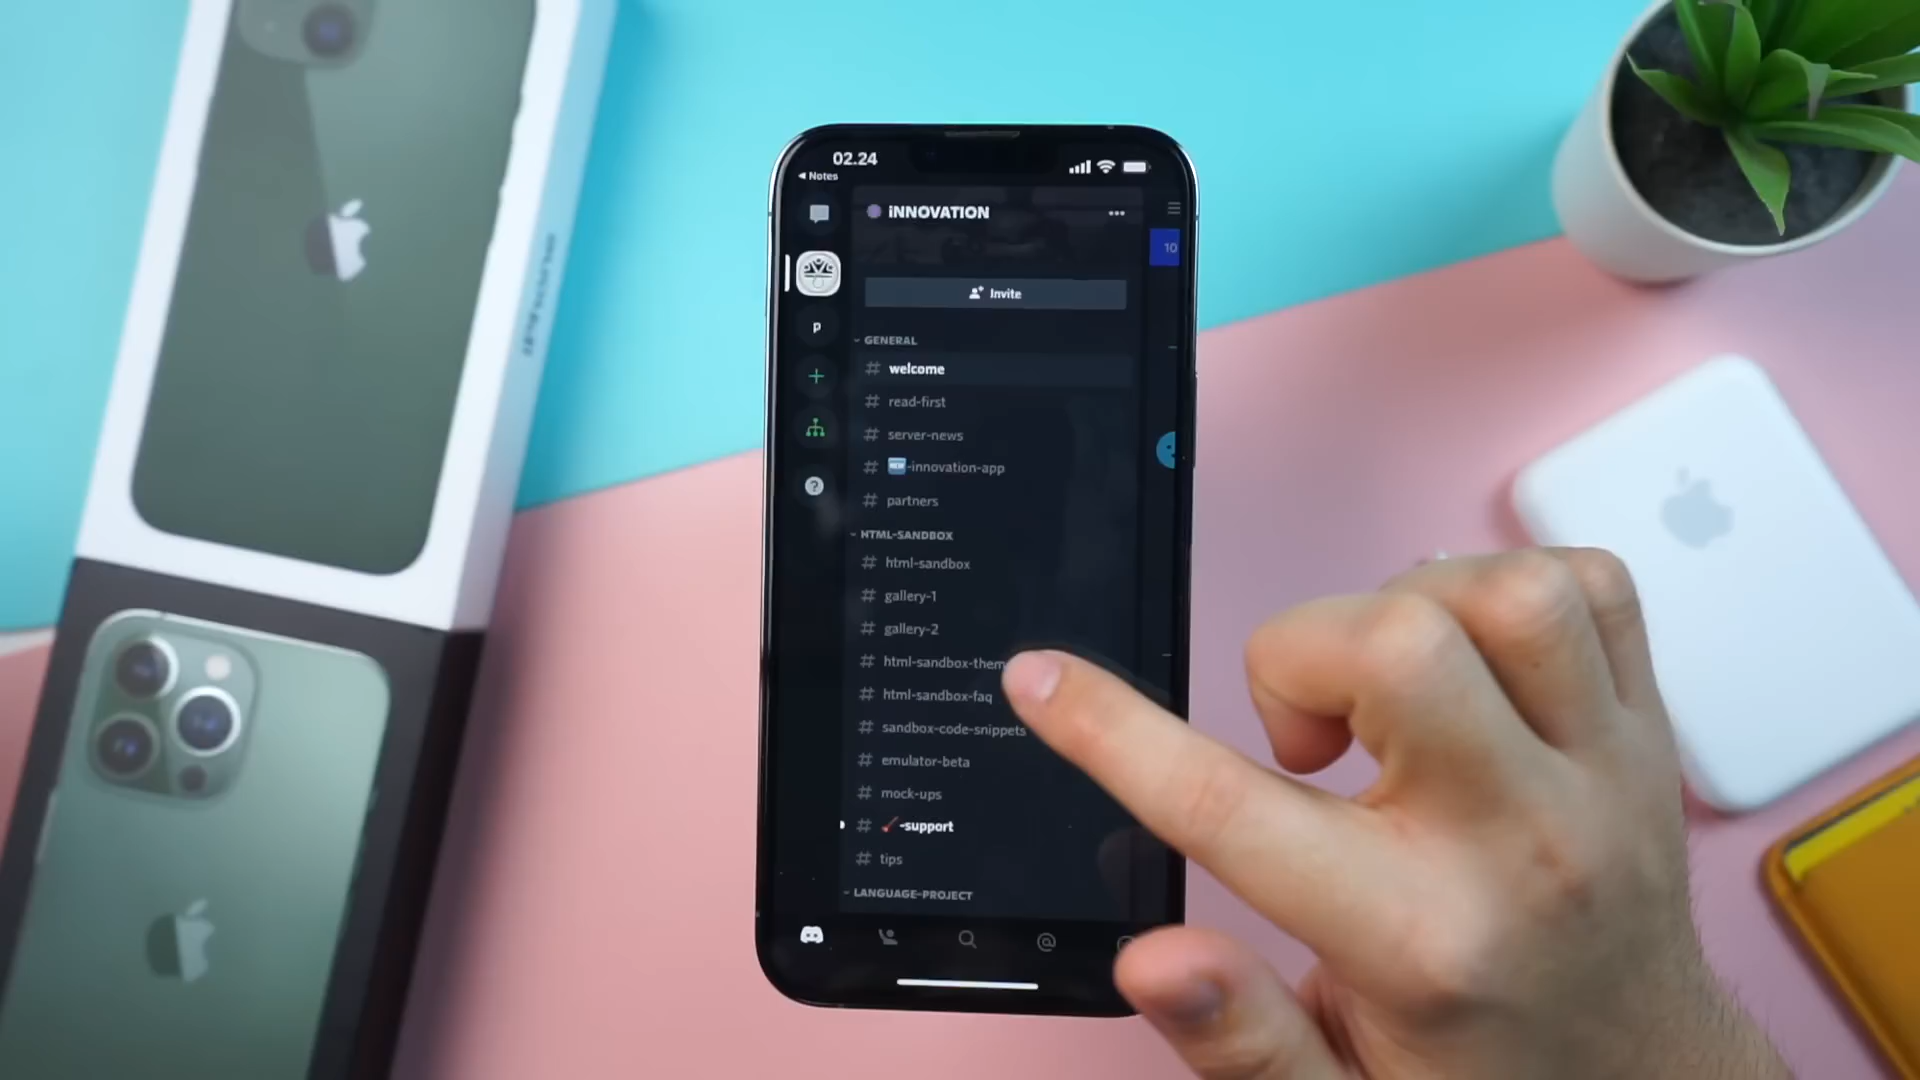 02.24
Notes
iNNOVATION
10
Invite
GENERAL
# welcome
# read-first
# server-news
# 🆕-innovation-app
# partners
HTML-SANDBOX
# html-sandbox
# gallery-1
# gallery-2
# html-sandbox-them
# html-sandbox-faq
# sandbox-code-snippets
# emulator-beta
# mock-ups
# -support
# tips
LANGUAGE-PROJECT
p